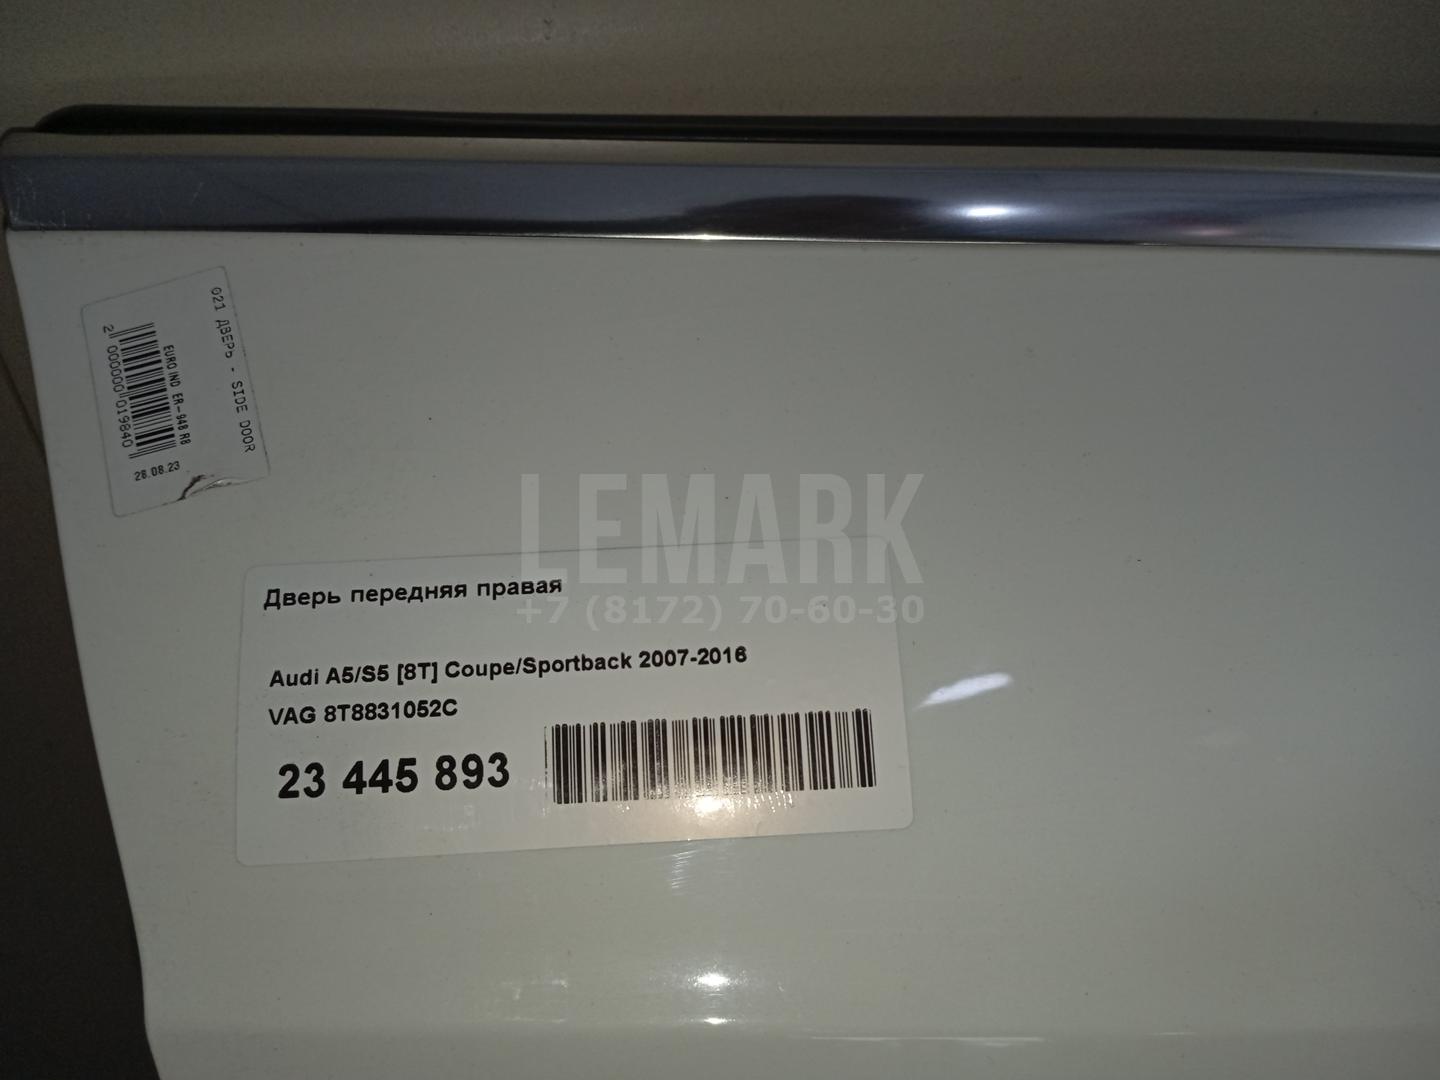 021 ДВЕРЬ - SIDE DOOR
EURO IND ER-948 R8
2 000000 019840
28.08.23
LEMARK
+7 (8172) 70-60-30
Дверь передняя правая
Audi A5/S5 [8T] Coupe/Sportback 2007-2016
VAG 8T8831052C
23 445 893